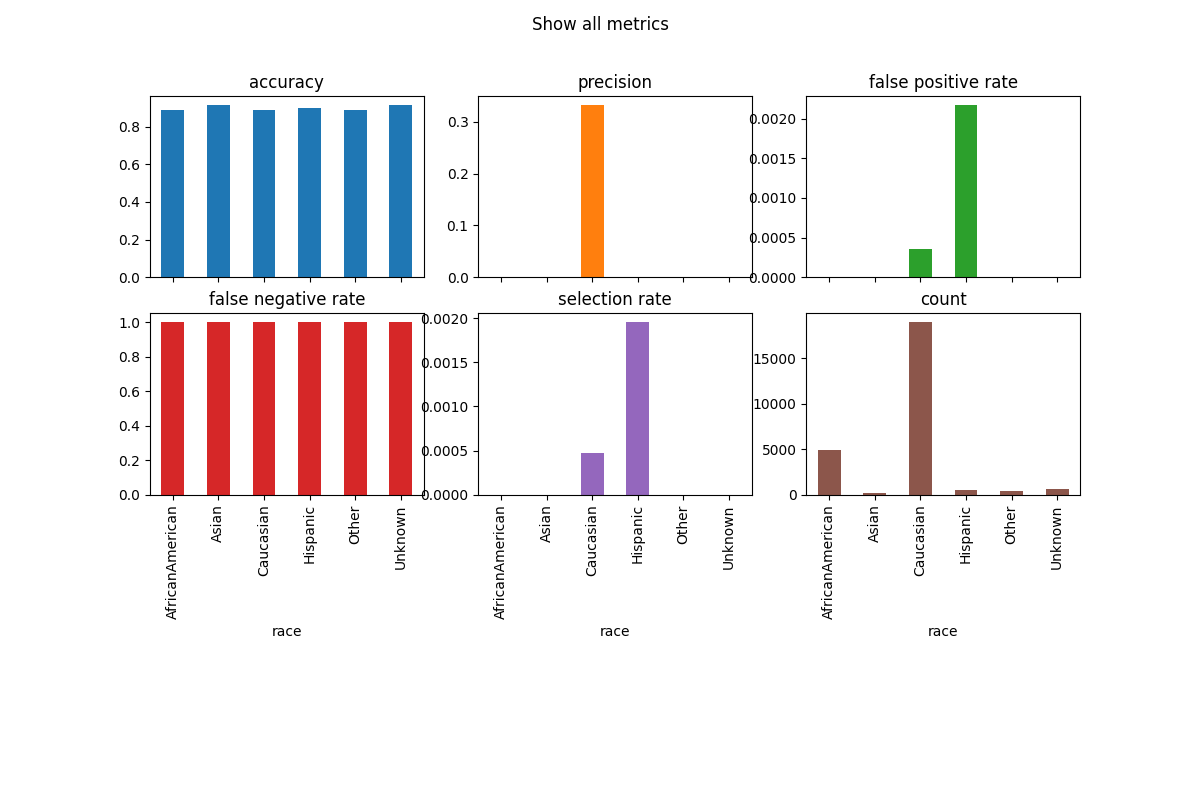 Show all metrics
accuracy
0.8
0.6
0.4
0.2
0.0
precision
0.3
0.2
0.1
0.0
false positive rate
0.0020
0.0015
0.0010
0.0005
0.0000
false negative rate
1.0
0.8
0.6
0.4
0.2
0.0
AfricanAmerican
Asian
Caucasian
Hispanic
Other
Unknown
race
selection rate
0.0020
0.0015
0.0010
0.0005
0.0000
AfricanAmerican
Asian
Caucasian
Hispanic
Other
Unknown
race
count
15000
10000
5000
0
AfricanAmerican
Asian
Caucasian
Hispanic
Other
Unknown
race